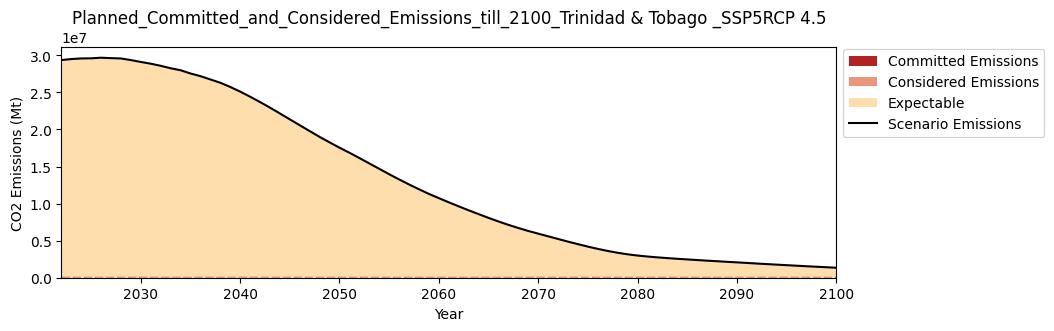 Planned_Committed_and_Considered_Emissions_till_2100_Trinidad & Tobago _SSP5RCP 4.5
1e7
3.0
2.5
2.0
1.5
1.0
0.5
0.0
CO2 Emissions (Mt)
2030 2040 2050 2060 2070 2080 2090 2100
Year
Committed Emissions
Considered Emissions
Expectable
Scenario Emissions